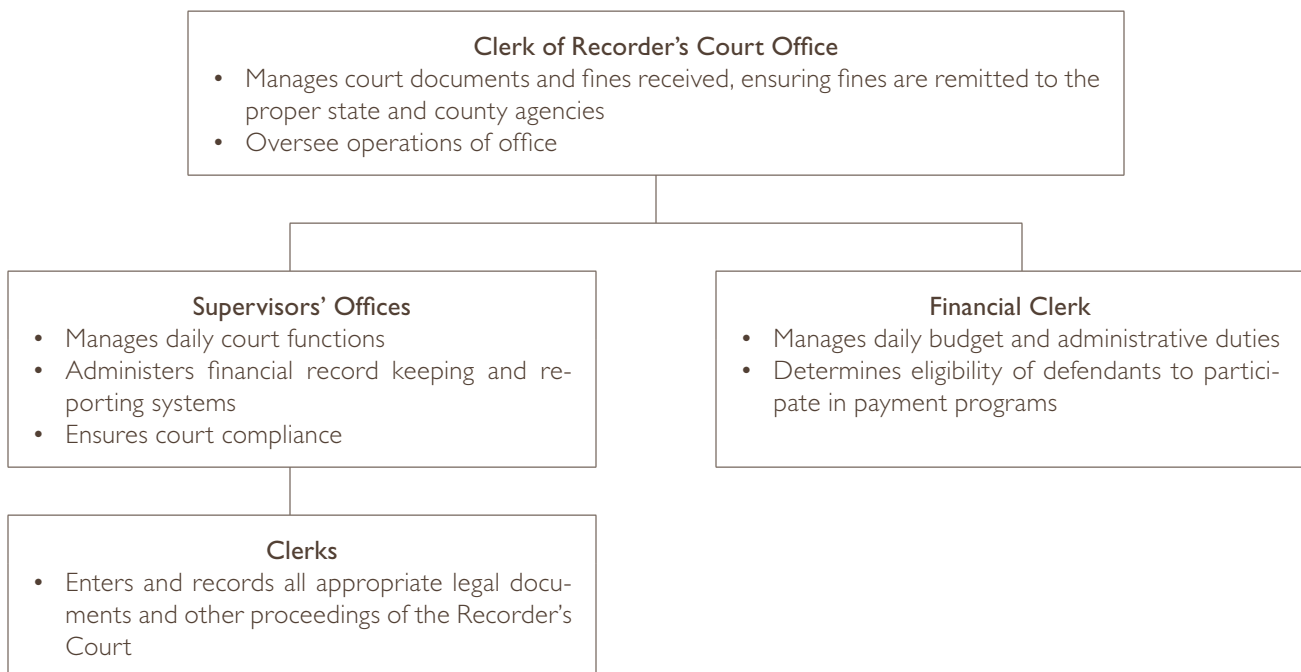 Clerk of Recorder’s Court Office
• Manages court documents and fines received, ensuring fines are remitted to the
proper state and county agencies
• Oversee operations of office
Supervisors’ Offices
• Manages daily court functions
• Administers financial record keeping and re-
porting systems
• Ensures court compliance
Financial Clerk
• Manages daily budget and administrative duties
• Determines eligibility of defendants to partici-
pate in payment programs
Clerks
• Enters and records all appropriate legal docu-
ments and other proceedings of the Recorder’s
Court